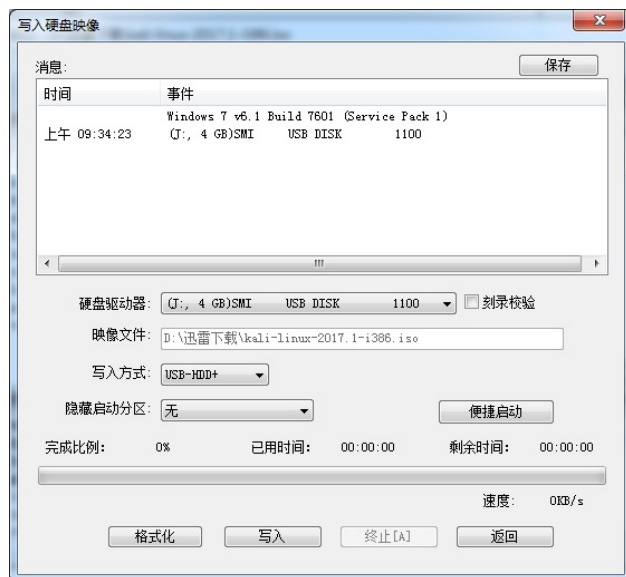 写入硬盘映像
消息:
保存
时间 事件
Windows 7 v6.1 Build 7601 (Service Pack 1)
上午 09:34:23 (J:, 4 GB)SMI USB DISK 1100
硬盘驱动器: (J:, 4 GB)SMI USB DISK 1100 刻录校验
映像文件: D:\迅雷下载\kali-linux-2017.1-i386.iso
写入方式: USB-HDD+
隐藏启动分区: 无 便捷启动
完成比例: 0% 已用时间: 00:00:00 剩余时间: 00:00:00
速度: 0KB/s
格式化 写入 终止[A] 返回